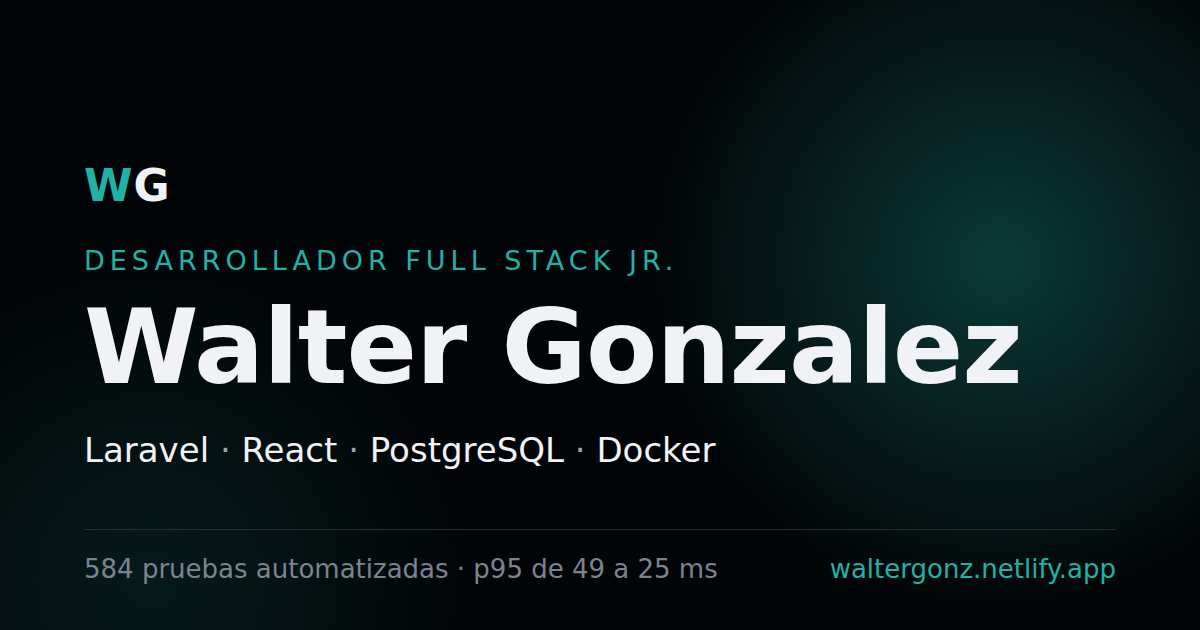 WG
DESARROLLADOR FULL STACK JR.
Walter Gonzalez
Laravel · React · PostgreSQL · Docker
584 pruebas automatizadas · p95 de 49 a 25 ms
waltergonz.netlify.app